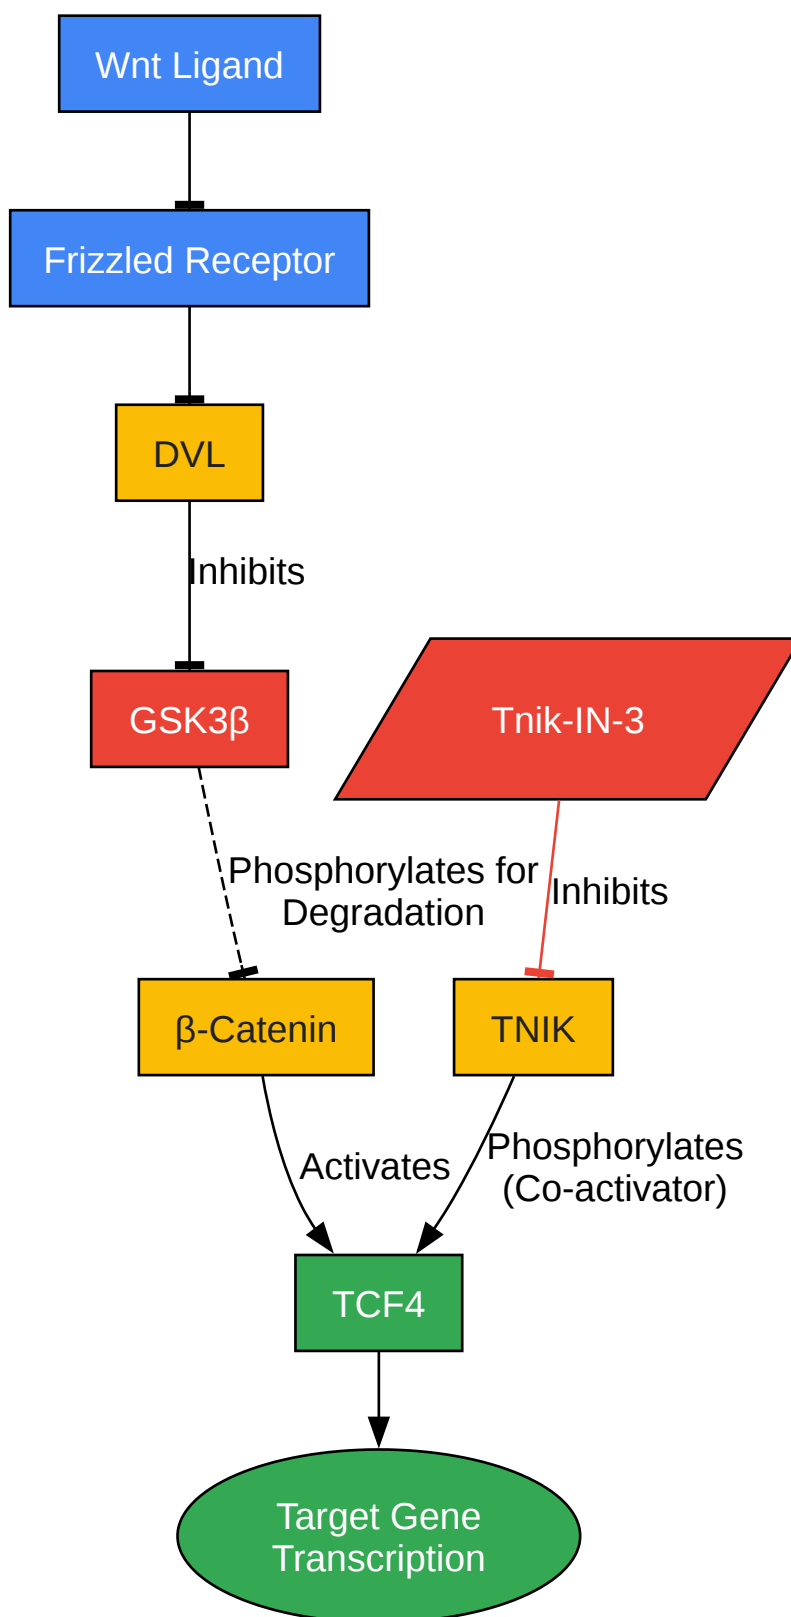 Wnt Ligand
Frizzled Receptor
DVL
Inhibits
GSK3β
Tnik-IN-3
Phosphorylates for
Degradation
Inhibits
β-Catenin
TNIK
Activates
Phosphorylates
(Co-activator)
TCF4
Target Gene
Transcription